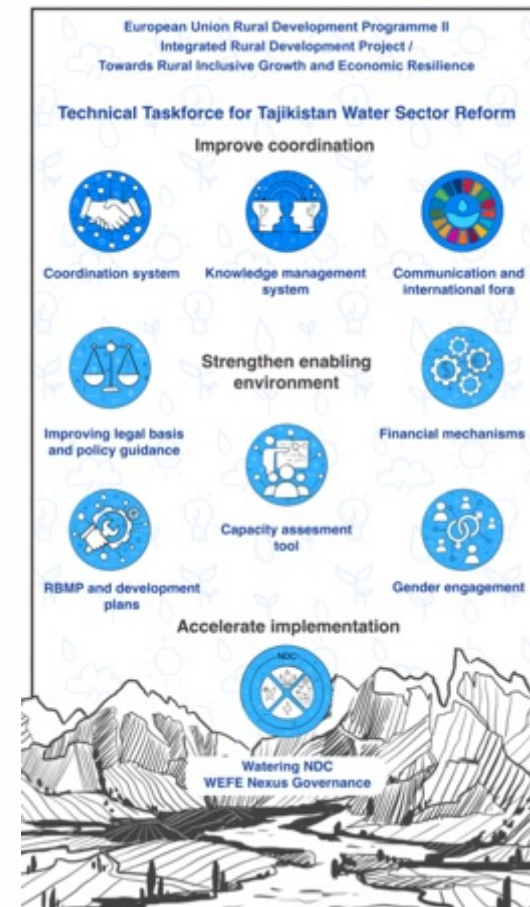 European Union Rural Development Programme II
Integrated Rural Development Project /
Towards Rural Inclusive Growth and Economic Resilience
Technical Taskforce for Tajikistan Water Sector Reform
Improve coordination
Coordination system
Knowledge management
system
Communication and
international fora
Strengthen enabling
environment
Improving legal basis
and policy guidance
Financial mechanisms
Capacity assesment
tool
RBMP and development
plans
Gender engagement
Accelerate implementation
NDC
Watering NDC
WEFE Nexus Governance